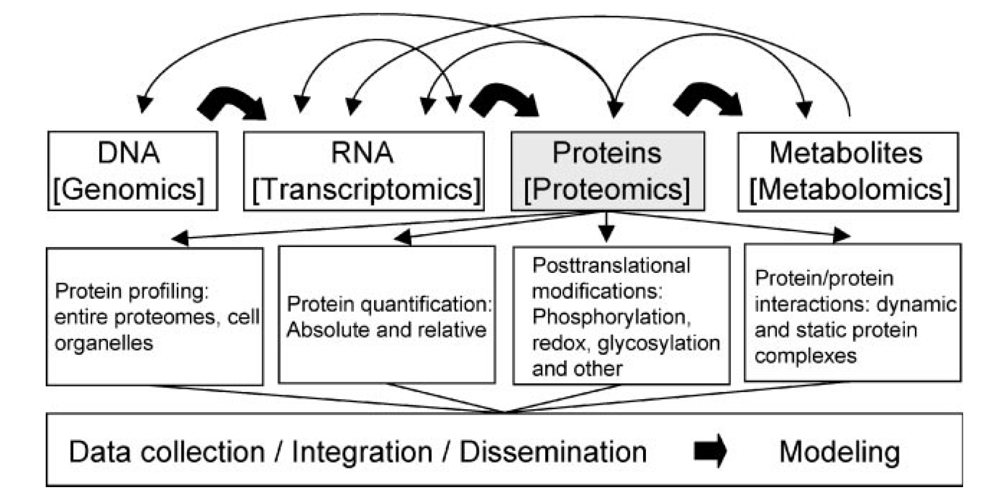 DNA
[Genomics]
RNA
[Transcriptomics]
Proteins
[Proteomics]
Metabolites
[Metabolomics]
Protein profiling:
entire proteomes, cell
organelles
Protein quantification:
Absolute and relative
Posttranslational
modifications:
Phosphorylation,
redox, glycosylation
and other
Protein/protein
interactions: dynamic
and static protein
complexes
Data collection / Integration / Dissemination
Modeling